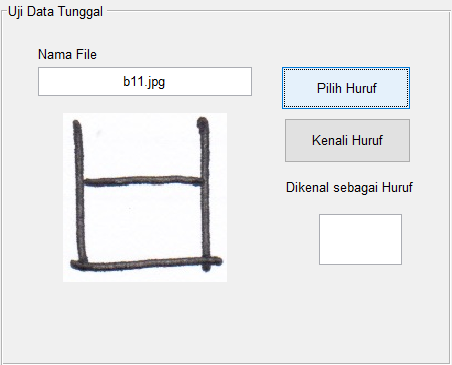 Uji Data Tunggal
Nama File
b11.jpg
ㅂ
Pilih Huruf
Kenali Huruf
Dikenal sebagai Huruf